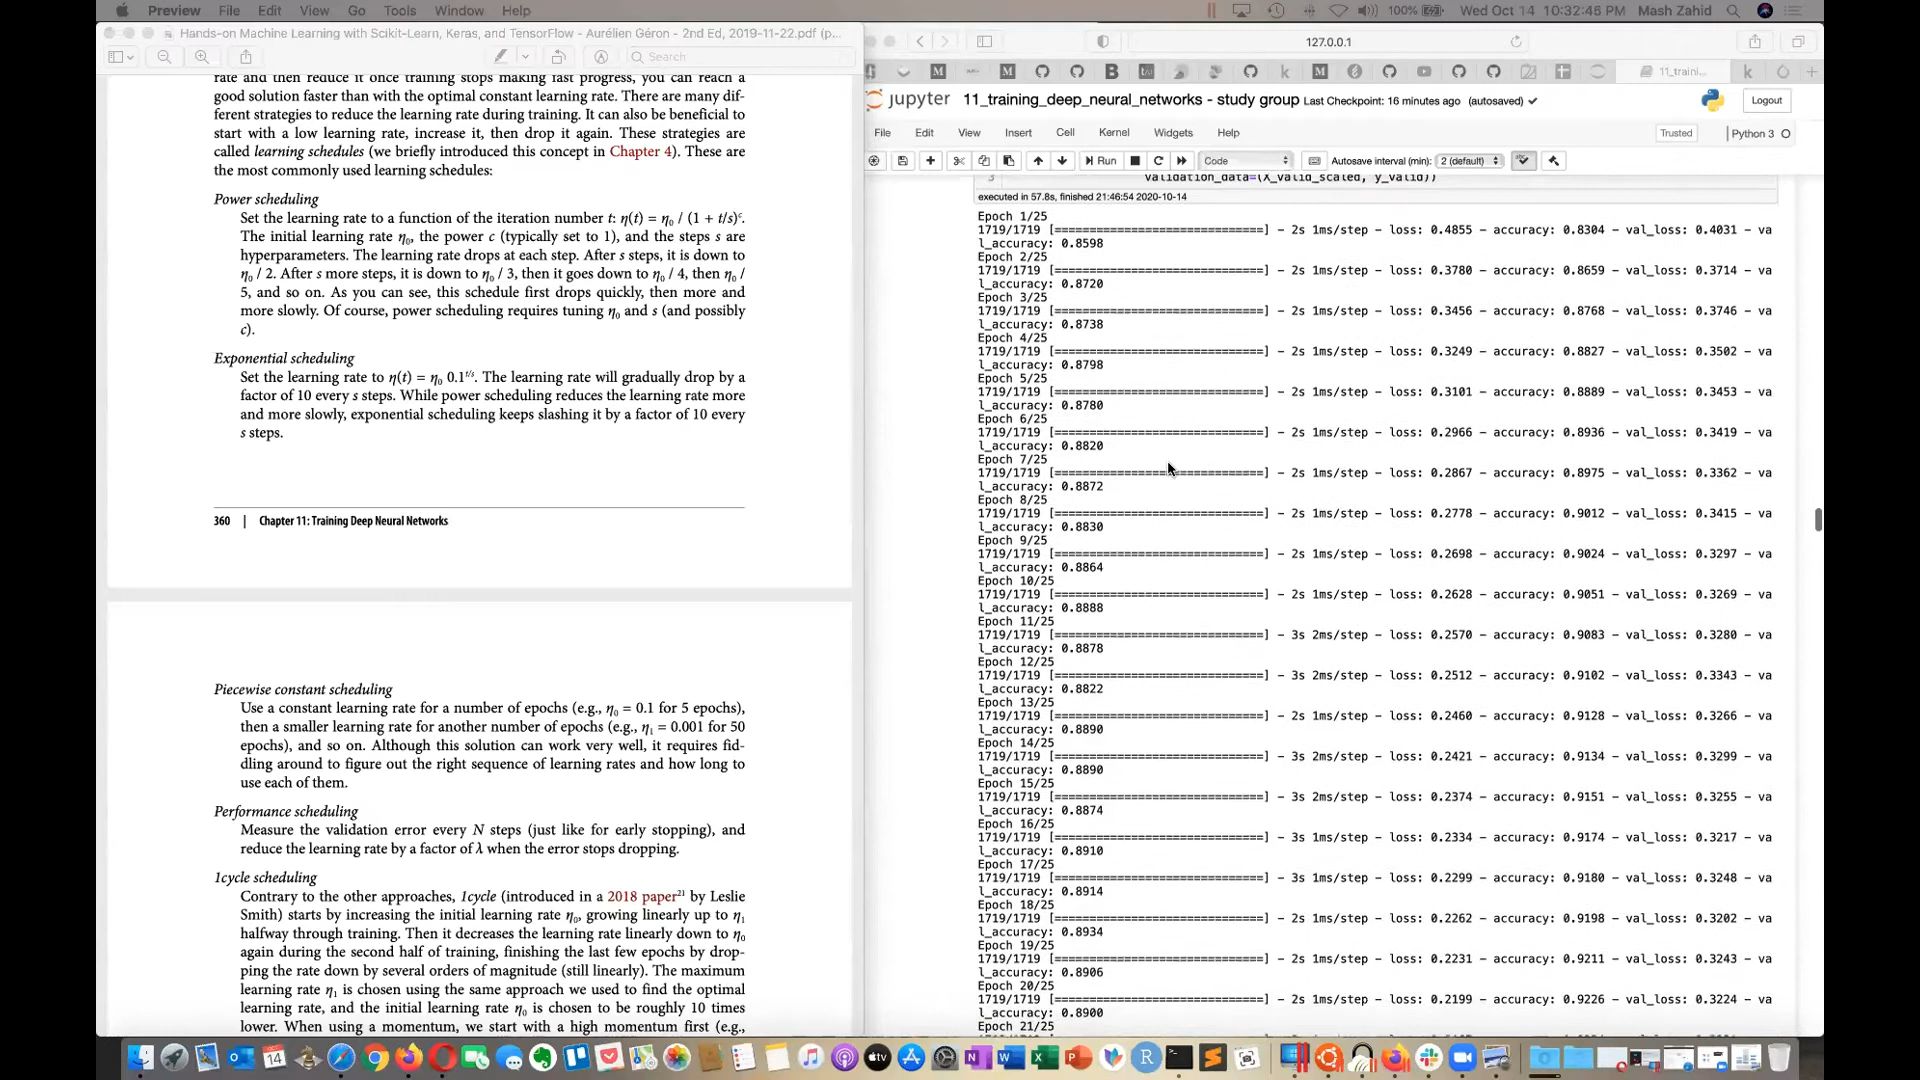 Preview File Edit View Go Tools Window Help
100% Wed Oct 14 10:32:46 PM Mash Zahid
Hands-on Machine Learning with Scikit-Learn, Keras, and TensorFlow - Aurélien Géron - 2nd Ed, 2019-11-22.pdf (p...
Search
rate and then reduce it once training stops making fast progress, you can reach a
good solution faster than with the optimal constant learning rate. There are many dif-
ferent strategies to reduce the learning rate during training. It can also be beneficial to
start with a low learning rate, increase it, then drop it again. These strategies are
called learning schedules (we briefly introduced this concept in Chapter 4). These are
the most commonly used learning schedules:
Power scheduling
Set the learning rate to a function of the iteration number t: η(t) = η0 / (1 + t/s)c.
The initial learning rate η0, the power c (typically set to 1), and the steps s are
hyperparameters. The learning rate drops at each step. After s steps, it is down to
η0 / 2. After s more steps, it is down to η0 / 3, then it goes down to η0 / 4, then η0 /
5, and so on. As you can see, this schedule first drops quickly, then more and
more slowly. Of course, power scheduling requires tuning η0 and s (and possibly
c).
Exponential scheduling
Set the learning rate to η(t) = η0 0.1t/s. The learning rate will gradually drop by a
factor of 10 every s steps. While power scheduling reduces the learning rate more
and more slowly, exponential scheduling keeps slashing it by a factor of 10 every
s steps.
360 | Chapter 11: Training Deep Neural Networks
Piecewise constant scheduling
Use a constant learning rate for a number of epochs (e.g., η0 = 0.1 for 5 epochs),
then a smaller learning rate for another number of epochs (e.g., η1 = 0.001 for 50
epochs), and so on. Although this solution can work very well, it requires fid-
dling around to figure out the right sequence of learning rates and how long to
use each of them.
Performance scheduling
Measure the validation error every N steps (just like for early stopping), and
reduce the learning rate by a factor of λ when the error stops dropping.
1cycle scheduling
Contrary to the other approaches, 1cycle (introduced in a 2018 paper21 by Leslie
Smith) starts by increasing the initial learning rate η0, growing linearly up to η1
halfway through training. Then it decreases the learning rate linearly down to η0
again during the second half of training, finishing the last few epochs by drop-
ping the rate down by several orders of magnitude (still linearly). The maximum
learning rate η1 is chosen using the same approach we used to find the optimal
learning rate, and the initial learning rate η0 is chosen to be roughly 10 times
lower. When using a momentum, we start with a high momentum first (e.g.,
127.0.0.1
11_traini...
jupyter 11_training_deep_neural_networks - study group Last Checkpoint: 16 minutes ago (autosaved) Logout
File Edit View Insert Cell Kernel Widgets Help Trusted Python 3
Run Code Autosave interval (min): 2 (default)
3 validation_data=(X_valid_scaled, y_valid))
executed in 57.8s, finished 21:46:54 2020-10-14
Epoch 1/25
1719/1719 [==============================] - 2s 1ms/step - loss: 0.4855 - accuracy: 0.8304 - val_loss: 0.4031 - va
l_accuracy: 0.8598
Epoch 2/25
1719/1719 [==============================] - 2s 1ms/step - loss: 0.3780 - accuracy: 0.8659 - val_loss: 0.3714 - va
l_accuracy: 0.8720
Epoch 3/25
1719/1719 [==============================] - 2s 1ms/step - loss: 0.3456 - accuracy: 0.8768 - val_loss: 0.3746 - va
l_accuracy: 0.8738
Epoch 4/25
1719/1719 [==============================] - 2s 1ms/step - loss: 0.3249 - accuracy: 0.8827 - val_loss: 0.3502 - va
l_accuracy: 0.8798
Epoch 5/25
1719/1719 [==============================] - 2s 1ms/step - loss: 0.3101 - accuracy: 0.8889 - val_loss: 0.3453 - va
l_accuracy: 0.8780
Epoch 6/25
1719/1719 [==============================] - 2s 1ms/step - loss: 0.2966 - accuracy: 0.8936 - val_loss: 0.3419 - va
l_accuracy: 0.8820
Epoch 7/25
1719/1719 [==============================] - 2s 1ms/step - loss: 0.2867 - accuracy: 0.8975 - val_loss: 0.3362 - va
l_accuracy: 0.8872
Epoch 8/25
1719/1719 [==============================] - 2s 1ms/step - loss: 0.2778 - accuracy: 0.9012 - val_loss: 0.3415 - va
l_accuracy: 0.8830
Epoch 9/25
1719/1719 [==============================] - 2s 1ms/step - loss: 0.2698 - accuracy: 0.9024 - val_loss: 0.3297 - va
l_accuracy: 0.8864
Epoch 10/25
1719/1719 [==============================] - 2s 1ms/step - loss: 0.2628 - accuracy: 0.9051 - val_loss: 0.3269 - va
l_accuracy: 0.8888
Epoch 11/25
1719/1719 [==============================] - 3s 2ms/step - loss: 0.2570 - accuracy: 0.9083 - val_loss: 0.3280 - va
l_accuracy: 0.8878
Epoch 12/25
1719/1719 [==============================] - 3s 2ms/step - loss: 0.2512 - accuracy: 0.9102 - val_loss: 0.3343 - va
l_accuracy: 0.8822
Epoch 13/25
1719/1719 [==============================] - 2s 1ms/step - loss: 0.2460 - accuracy: 0.9128 - val_loss: 0.3266 - va
l_accuracy: 0.8890
Epoch 14/25
1719/1719 [==============================] - 3s 2ms/step - loss: 0.2421 - accuracy: 0.9134 - val_loss: 0.3299 - va
l_accuracy: 0.8890
Epoch 15/25
1719/1719 [==============================] - 3s 2ms/step - loss: 0.2374 - accuracy: 0.9151 - val_loss: 0.3255 - va
l_accuracy: 0.8874
Epoch 16/25
1719/1719 [==============================] - 3s 1ms/step - loss: 0.2334 - accuracy: 0.9174 - val_loss: 0.3217 - va
l_accuracy: 0.8910
Epoch 17/25
1719/1719 [==============================] - 3s 1ms/step - loss: 0.2299 - accuracy: 0.9180 - val_loss: 0.3248 - va
l_accuracy: 0.8914
Epoch 18/25
1719/1719 [==============================] - 2s 1ms/step - loss: 0.2262 - accuracy: 0.9198 - val_loss: 0.3202 - va
l_accuracy: 0.8934
Epoch 19/25
1719/1719 [==============================] - 2s 1ms/step - loss: 0.2231 - accuracy: 0.9211 - val_loss: 0.3243 - va
l_accuracy: 0.8906
Epoch 20/25
1719/1719 [==============================] - 2s 1ms/step - loss: 0.2199 - accuracy: 0.9226 - val_loss: 0.3224 - va
l_accuracy: 0.8900
Epoch 21/25